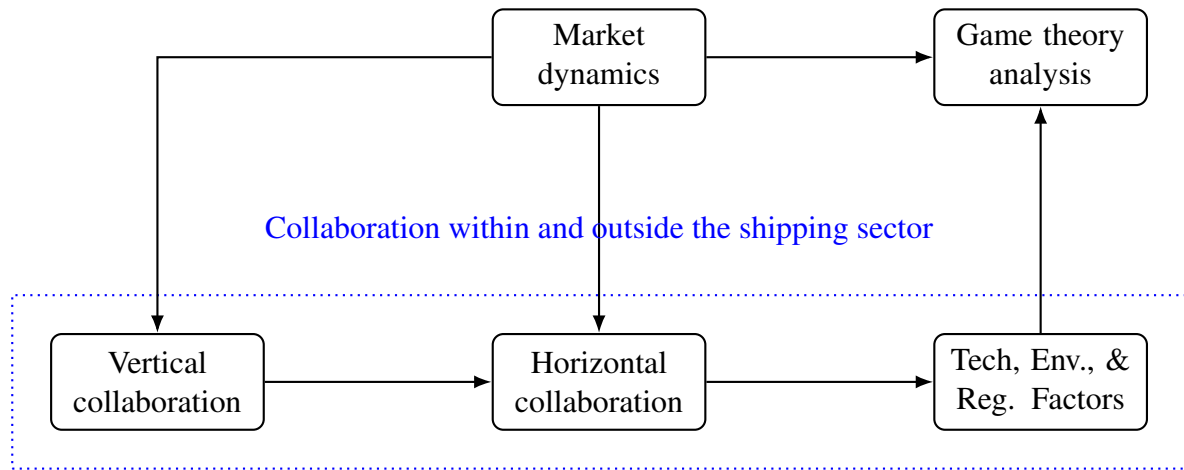 Market
dynamics
Game theory
analysis
Collaboration within and outside the shipping sector
Vertical
collaboration
Horizontal
collaboration
Tech, Env., &
Reg. Factors